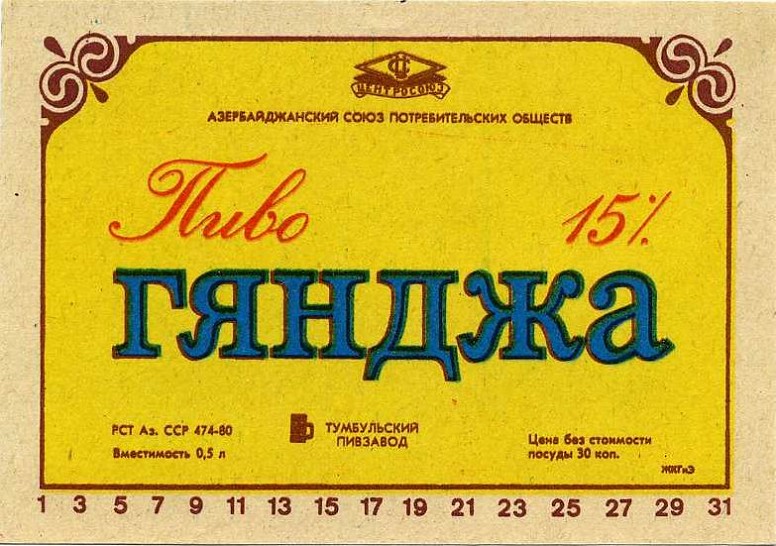 ЦЕНТРОСОЮЗ
АЗЕРБАЙДЖАНСКИЙ СОЮЗ ПОТРЕБИТЕЛЬСКИХ ОБЩЕСТВ
Пиво 15%
ГЯНДЖА
РСТ Аз. ССР 474-80
Вместимость 0,5 л
ТУМБУЛЬСКИЙ
ПИВЗАВОД
Цена без стоимости
посуды 30 коп.
ЖКГиЭ
1 3 5 7 9 11 13 15 17 19 21 23 25 27 29 31